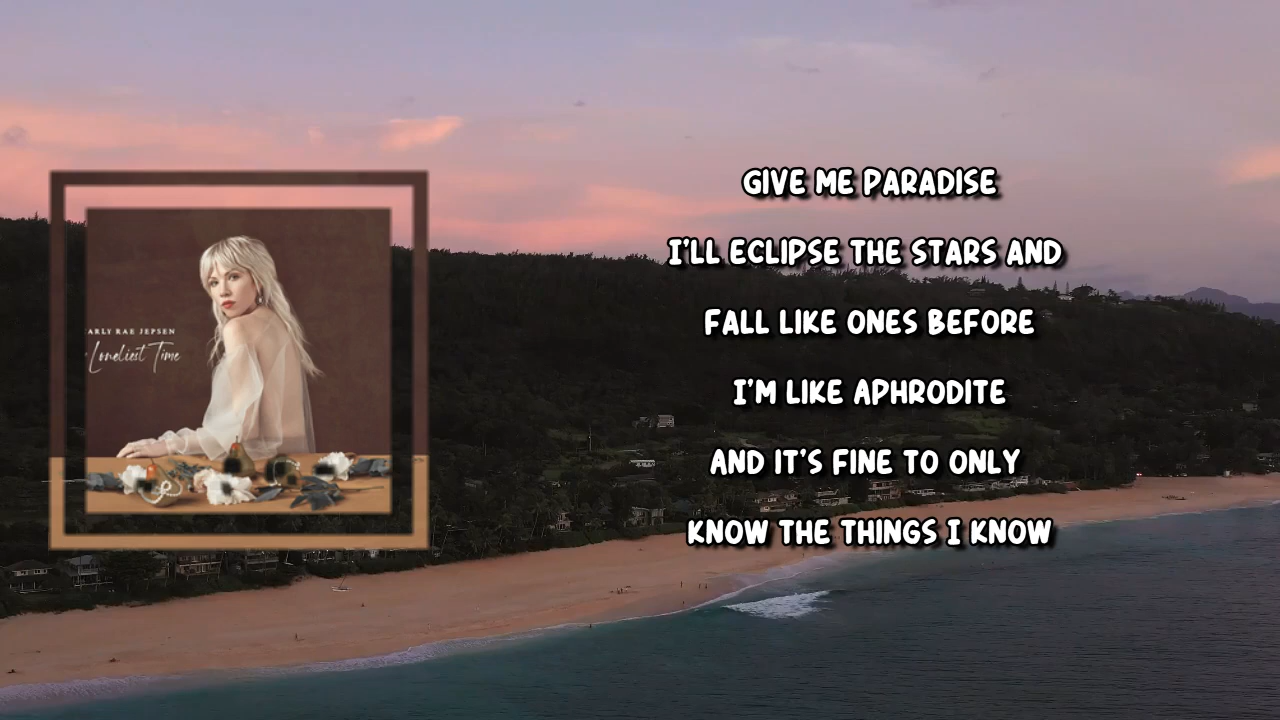 ARLY RAE JEPSEN
Loneliest Time
GIVE ME PARADISE
I'LL ECLIPSE THE STARS AND
FALL LIKE ONES BEFORE
I'M LIKE APHRODITE
AND IT'S FINE TO ONLY
KNOW THE THINGS I KNOW